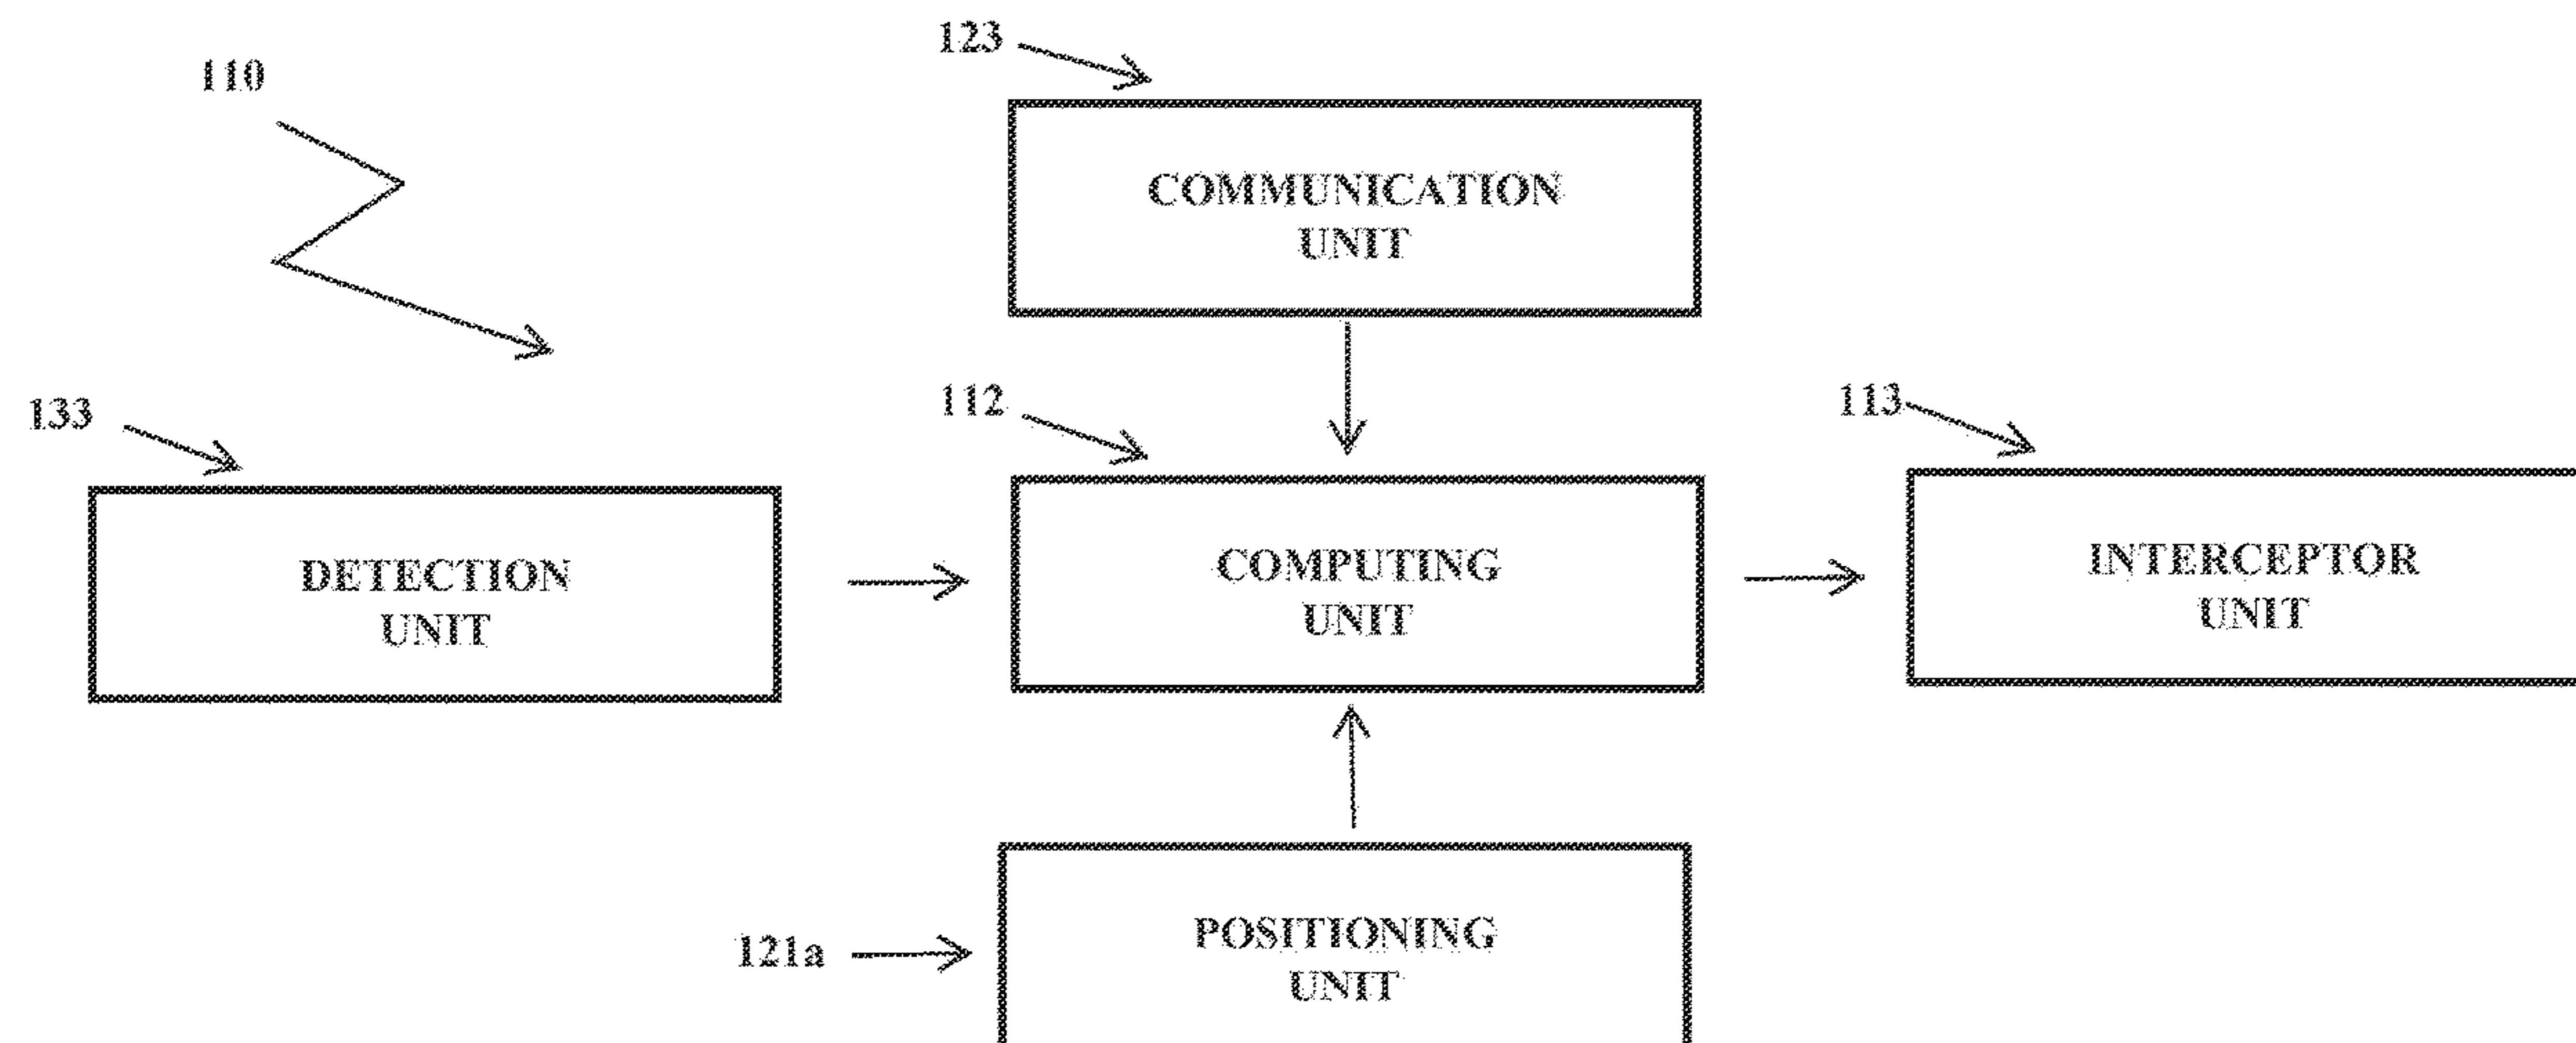 123
110
COMMUNICATION
UNIT
133
112
113
DETECTION
UNIT
COMPUTING
UNIT
INTERCEPTOR
UNIT
121a
POSITIONING
UNIT